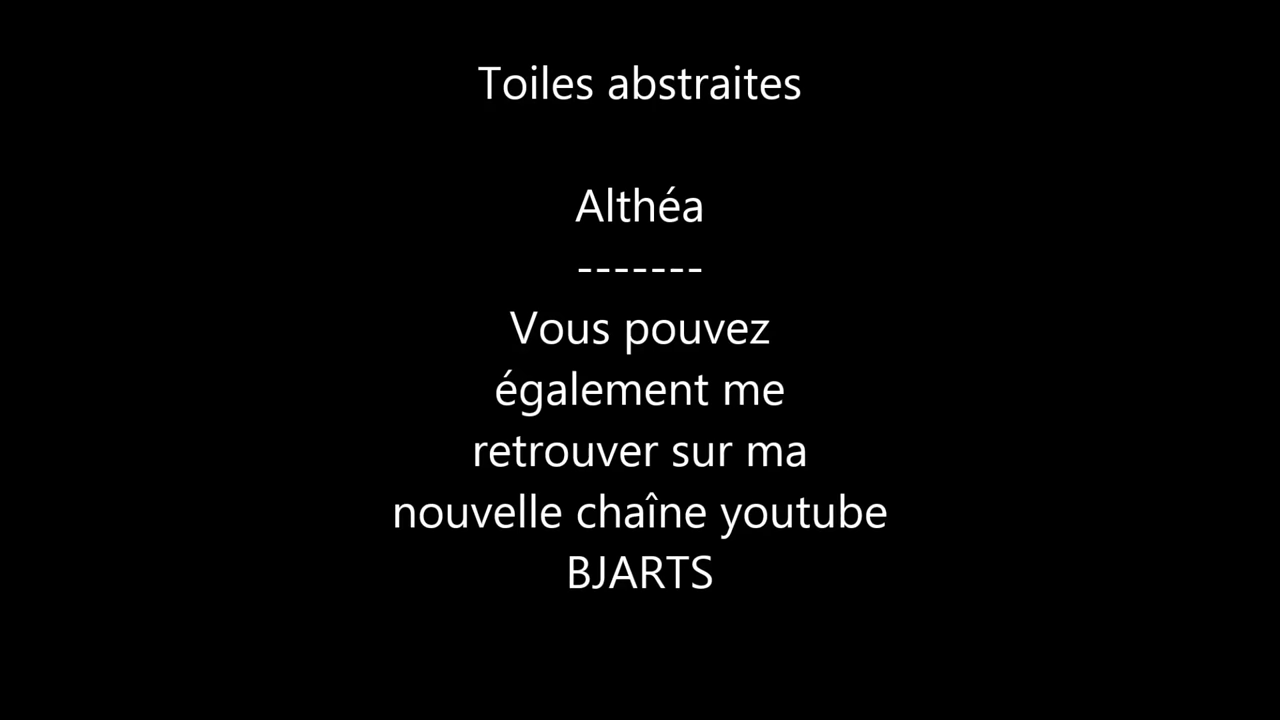 Toiles abstraites
Althéa
-------
Vous pouvez
également me
retrouver sur ma
nouvelle chaîne youtube
BJARTS